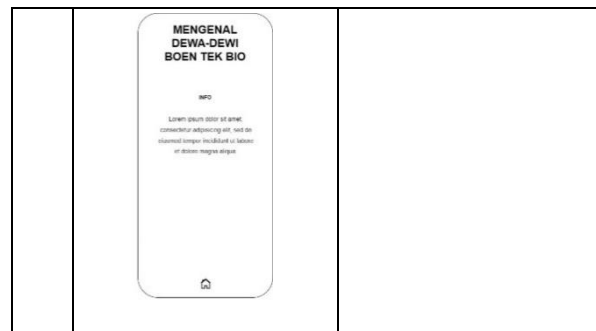 MENGENAL
DEWA-DEWI
BOEN TEK BIO
INFO
Lorem ipsum dolor sit amet,
consectetur adipiscing elit, sed do
eiusmod tempor incididunt ut labore
et dolore magna aliqua